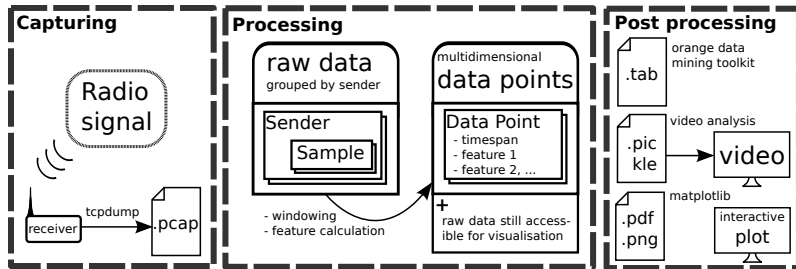 Capturing
Radio
signal
receiver
tcpdump
.pcap
Processing
raw data
grouped by sender
Sender
Sample
- windowing
- feature calculation
multidimensional
data points
Data Point
- timespan
- feature 1
- feature 2, ...
+
raw data still access-
ible for visualisation
Post processing
.tab
orange data
mining toolkit
.pic
kle
video analysis
video
.pdf
.png
matplotlib
interactive
plot